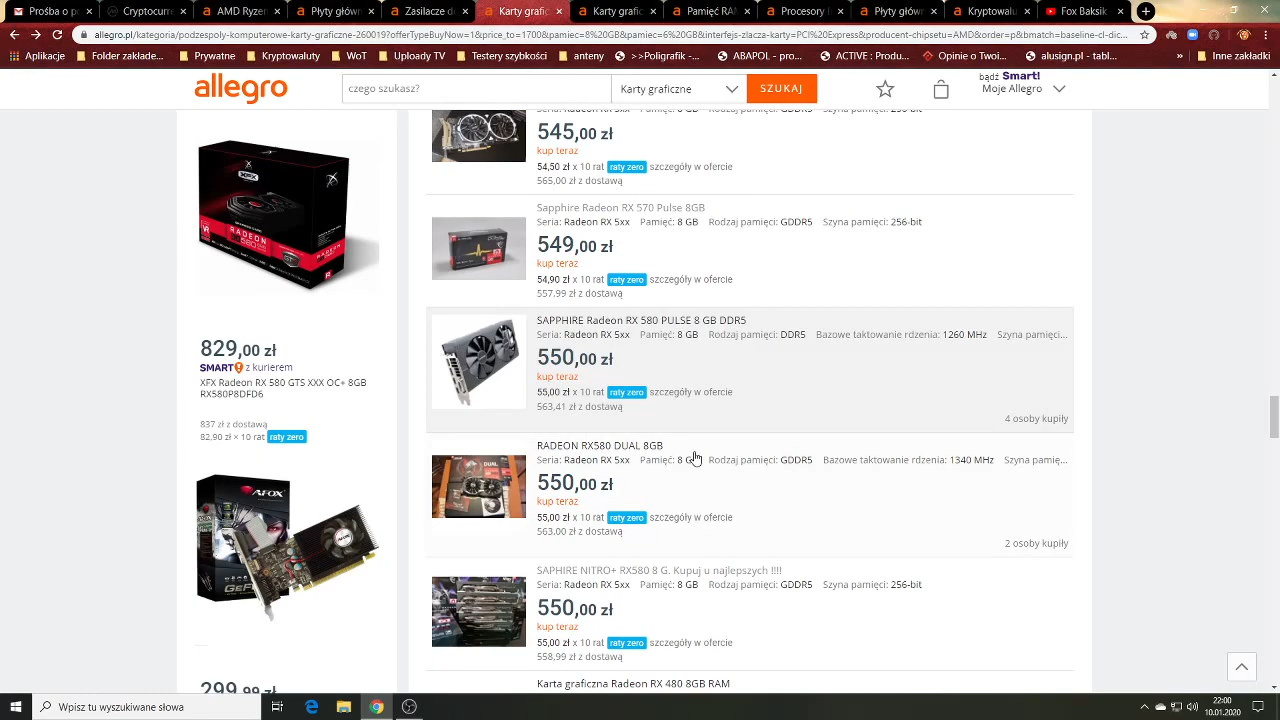 Prośba o p
Cryptocurre
AMD Ryzen
Płyty główr
Zasilacze dc
Karty grafic
Karty grafic
Pamięć RA
Procesory I
Płyty główr
Kryptowalu
Fox Baksik
allegro.pl/kategoria/podzespoly-komputerowe-karty-graficzne-260019?offerTypeBuyNow=1&price_to=1700&pamiec=8%20GB&pamiec=6%20GB&interfejs-zlacza-karty=PCI%20Express&producent-chipsetu=AMD&order=p&bmatch=baseline-cl-dic...
Aplikacje
Folder główny
Kryptowaluty
WoT
Uploady TV
Testery szybkości
anteny
>>Poligrafik -sig...
ABAPOL - prod...
ACTIVE : Produ...
Opinie o Twoi...
DOMKE sigma-...
Inne zakładki
allegro
czego szukasz?
Karty graficzne
SZUKAJ
bądź Smart!
Moje Allegro
545,00 zł
kup teraz
54,50 zł x 10 rat raty zero szczegóły w ofercie
565,00 zł z dostawą
Sapphire Radeon RX 570 Pulse 8GB
Seria: Radeon RX 5xx Pamięć: 8 GB Rodzaj pamięci: GDDR5 Szyna pamięci: 256-bit
549,00 zł
kup teraz
54,90 zł x 10 rat raty zero szczegóły w ofercie
557,99 zł z dostawą
SAPPHIRE Radeon RX 580 PULSE 8 GB DDR5
Seria: Radeon RX 5xx Pamięć: 8 GB Rodzaj pamięci: DDR5 Bazowe taktowanie rdzenia: 1260 MHz Szyna pamięci...
550,00 zł
kup teraz
55,00 zł x 10 rat raty zero szczegóły w ofercie
563,41 zł z dostawą
4 osoby kupiły
RADEON RX580 DUAL 8GB
Seria: Radeon RX 5xx Pamięć: 8 G Rodzaj pamięci: GDDR5 Bazowe taktowanie rdzenia: 1340 MHz Szyna pamię...
550,00 zł
kup teraz
55,00 zł x 10 rat raty zero szczegóły w ofercie
563,00 zł z dostawą
2 osoby kupiły
SAPHIRE NITRO+ RX580 8 G. Kupuj u najlepszych !!!!
Seria: Radeon RX 5xx Pamięć: 8 GB Rodzaj pamięci: GDDR5 Szyna pamięci: 256-bit
550,00 zł
kup teraz
55,00 zł x 10 rat raty zero szczegóły w ofercie
558,99 zł z dostawą
Karta graficzna Radeon RX 480 8GB RAM
XFX
RADEON
829,00 zł
SMART z kurierem
XFX Radeon RX 580 GTS XXX OC+ 8GB
RX580P8DFD6
837 zł z dostawą
82,90 zł × 10 rat raty zero
AFOX
299,99 zł
Wpisz tu wyszukiwane słowa
22:00
10.01.2020